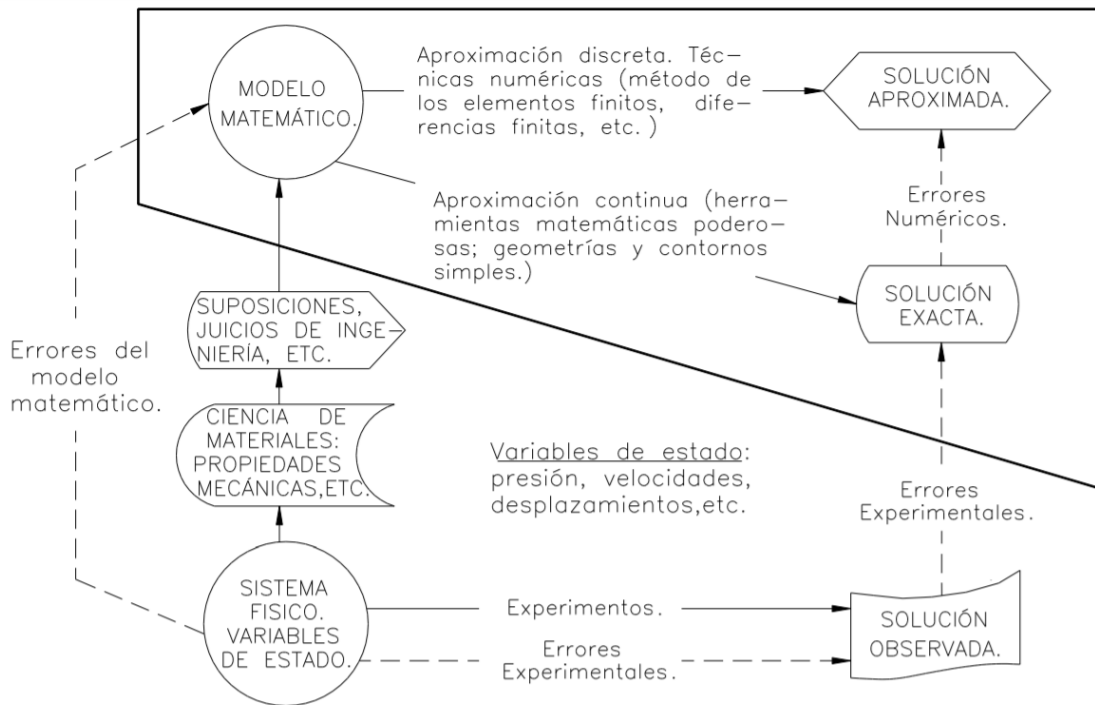 MODELO
MATEMÁTICO.
Aproximación discreta. Téc-
nicas numéricas (método de
los elementos finitos, dife-
rencias finitas, etc.)
SOLUCIÓN
APROXIMADA.
Aproximación continua (herra-
mientas matemáticas podero-
sas; geometrías y contornos
simples.)
Errores
Numéricos.
SOLUCIÓN
EXACTA.
SUPOSICIONES,
JUICIOS DE INGE-
NIERÍA, ETC.
Errores del
modelo
matemático.
CIENCIA DE
MATERIALES:
PROPIEDADES
MECÁNICAS,ETC.
Variables de estado:
presión, velocidades,
desplazamientos,etc.
Errores
Experimentales.
SISTEMA
FISICO.
VARIABLES
DE ESTADO.
Experimentos.
Errores
Experimentales.
SOLUCIÓN
OBSERVADA.